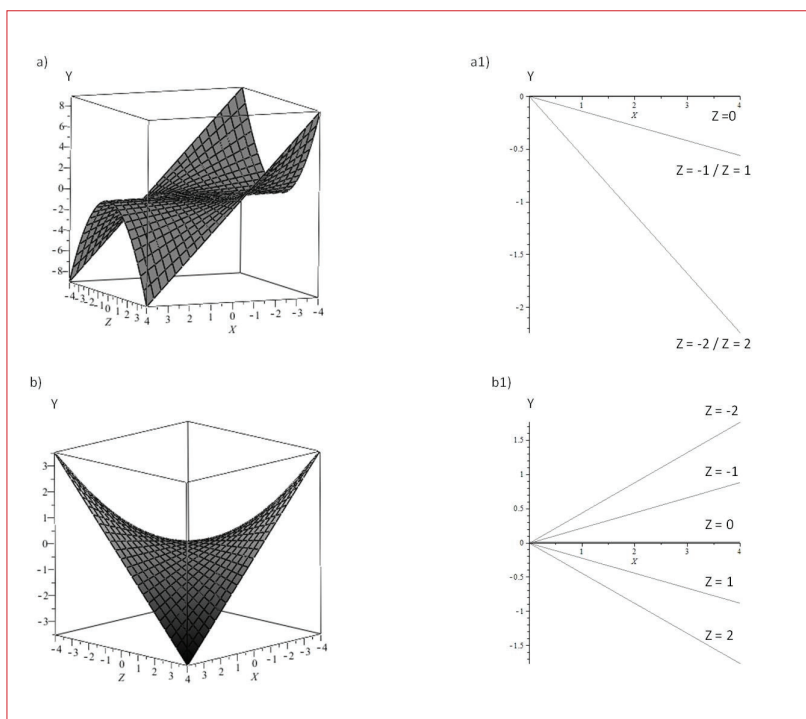 a)
Y
8
6
4
2
0
-2
-4
-6
-8
-4 -3 -2 -1 0 1 2 3 4
Z
3 2 1 0 -1 -2 -3 -4
X
a1)
Y
0 1 2 3 4
X
Z =0
-0.5
Z = -1 / Z = 1
-1
-1.5
-2
Z = -2 / Z = 2
b)
Y
3
2
1
0
-1
-2
-3
-4 -3 -2 -1 0 1 2 3 4
Z
3 2 1 0 -1 -2 -3 -4
X
b1)
Y
Z = -2
1.5
Z = -1
1
0.5
Z = 0
0 1 2 3 4
X
-0.5
Z = 1
-1
Z = 2
-1.5